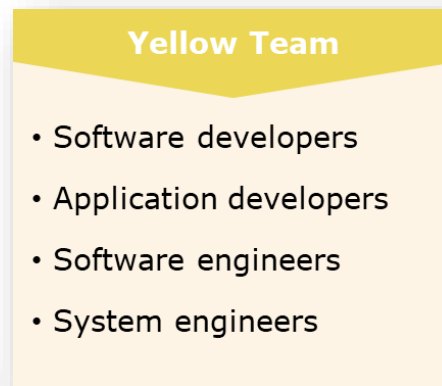 Yellow Team
• Software developers
• Application developers
• Software engineers
• System engineers